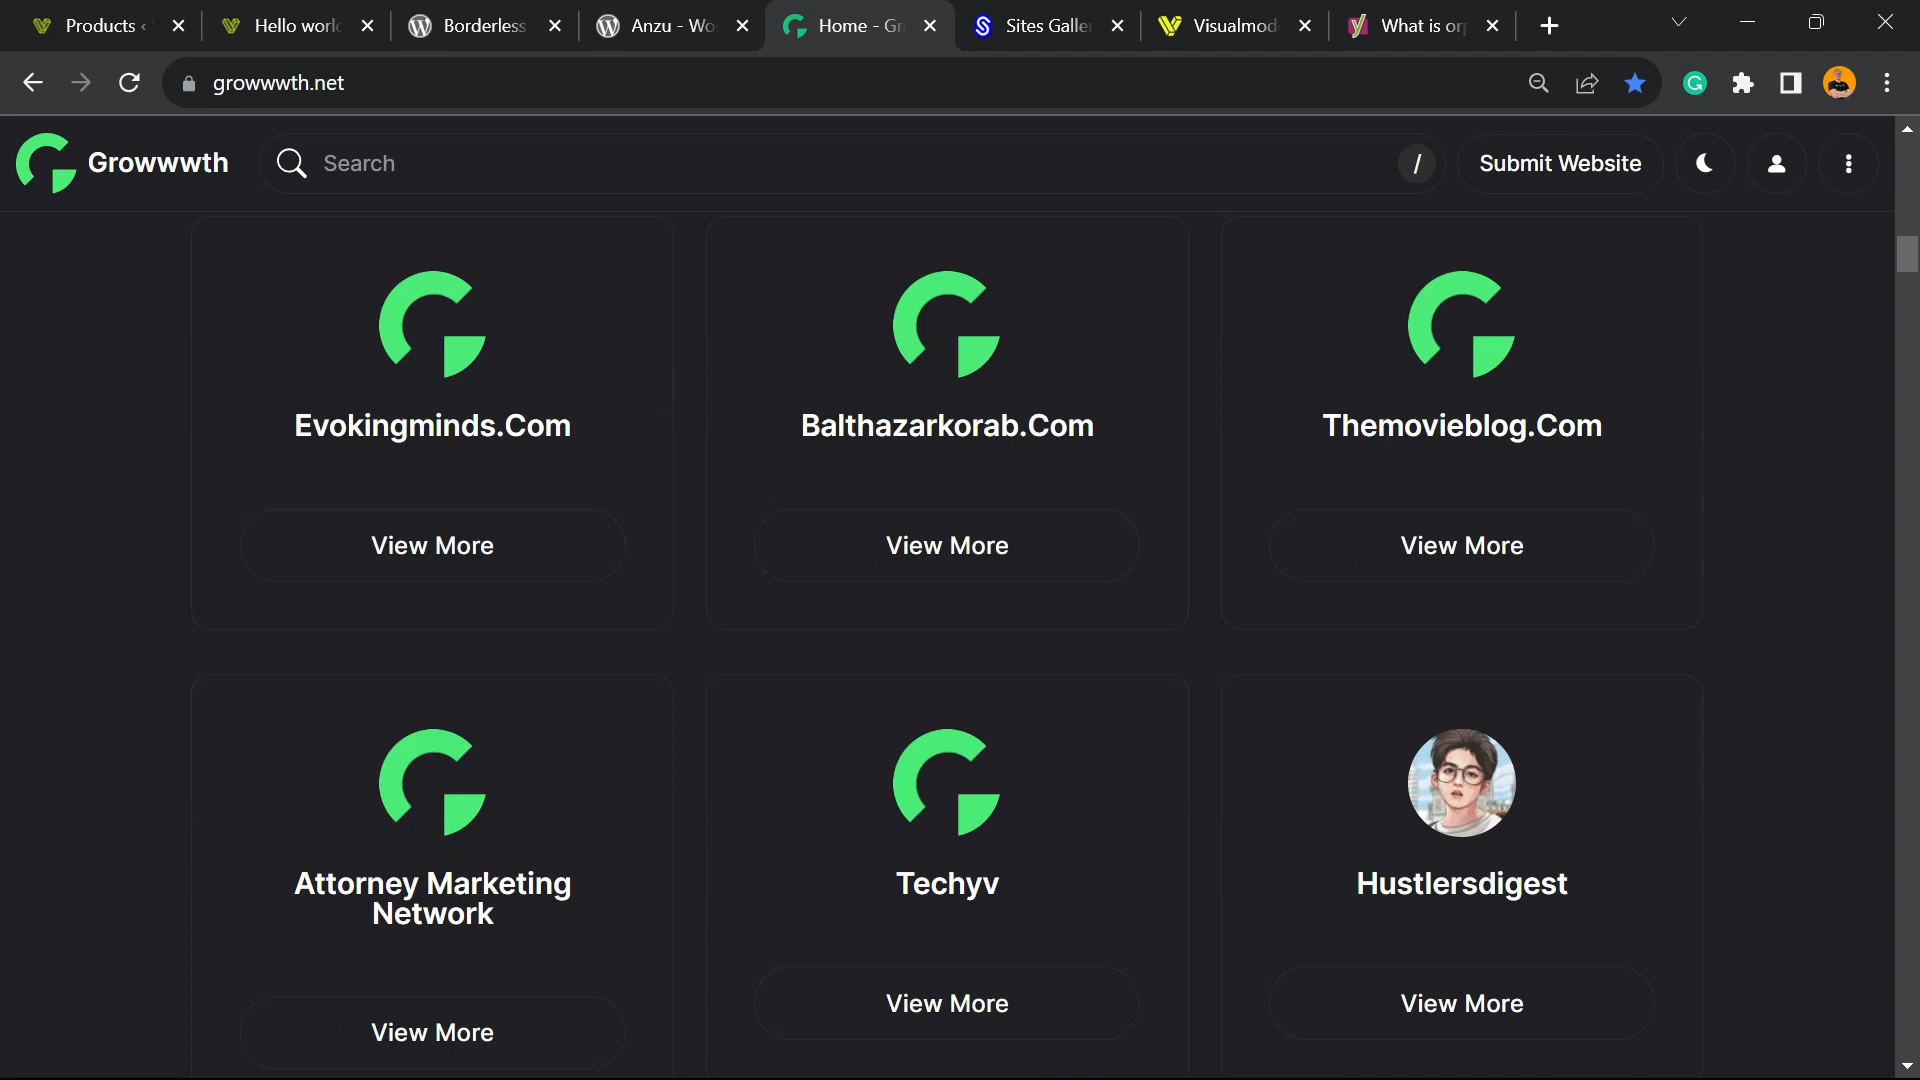 Products ‹
Hello worl
Borderless
Anzu - Wo
Home - Gr
Sites Galle
Visualmod
What is or
growwwth.net
Growwwth
Search
/
Submit Website
Evokingminds.Com
Balthazarkorab.Com
Themovieblog.Com
View More
View More
View More
Attorney Marketing
Network
Techyv
Hustlersdigest
View More
View More
View More